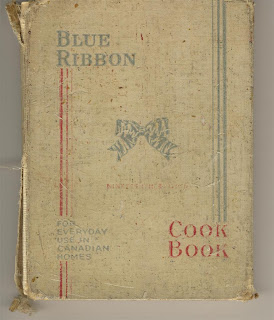 BLUE
RIBBON
FOR
EVERYDAY
USE IN
CANADIAN
HOMES
COOK
BOOK